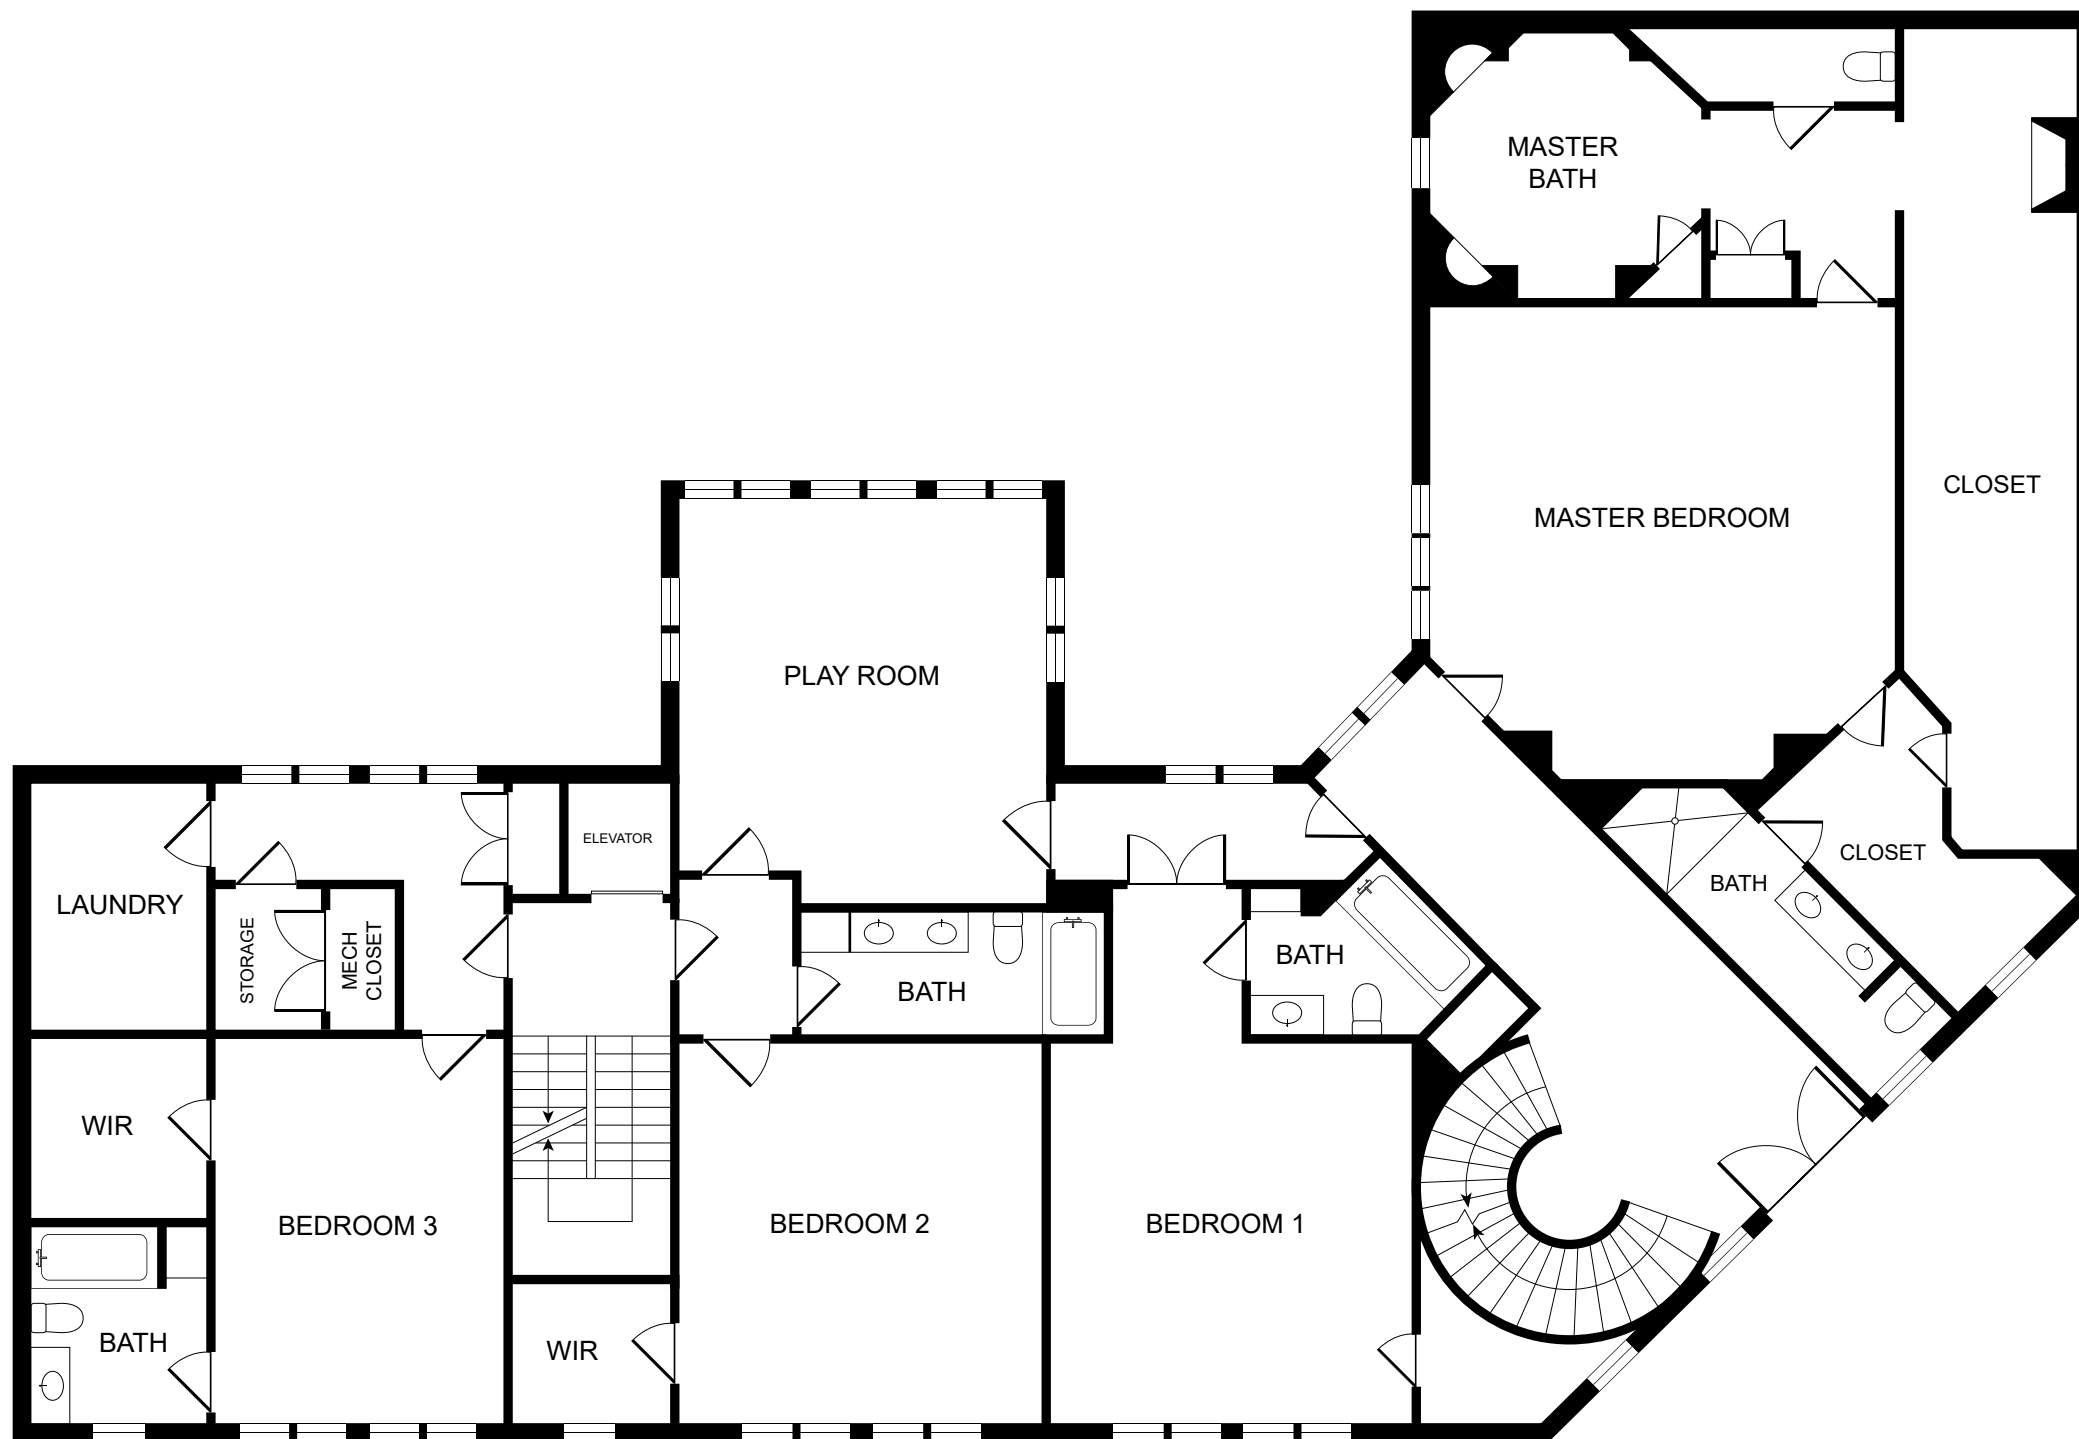 MASTER
BATH
CLOSET
MASTER BEDROOM
PLAY ROOM
ELEVATOR
CLOSET
BATH
LAUNDRY
STORAGE
MECH
CLOSET
BATH
BATH
WIR
BEDROOM 3
BEDROOM 2
BEDROOM 1
BATH
WIR